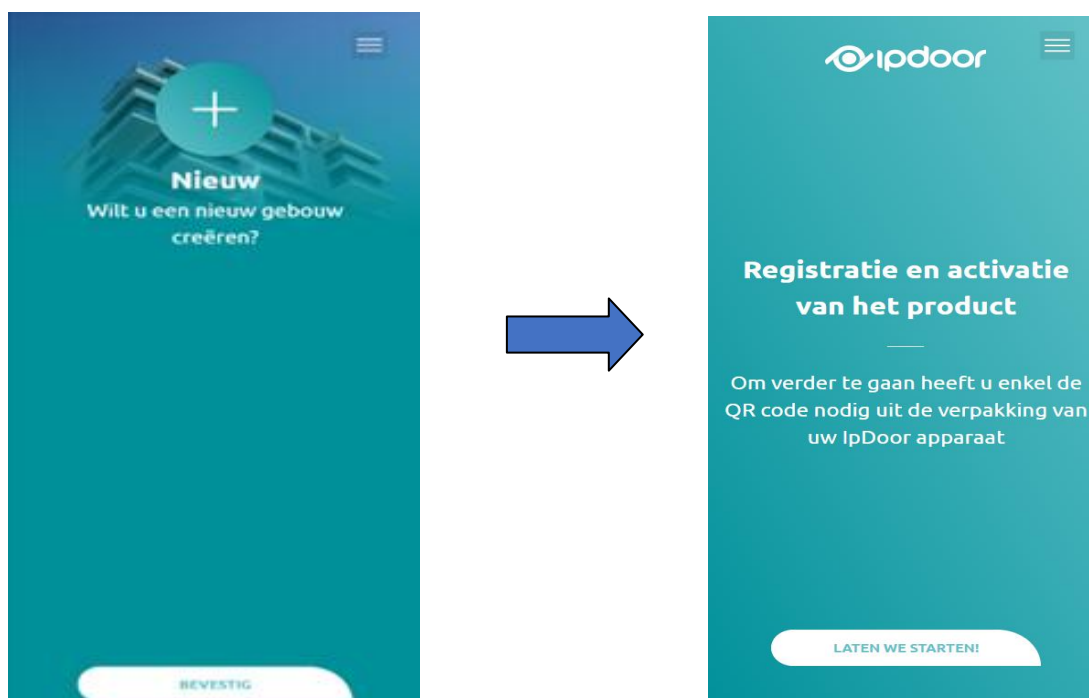 Nieuw
Wilt u een nieuw gebouw
creëren?
BEVESTIG
ipdoor
Registratie en activatie
van het product
Om verder te gaan heeft u enkel de
QR code nodig uit de verpakking van
uw IpDoor apparaat
LATEN WE STARTEN!